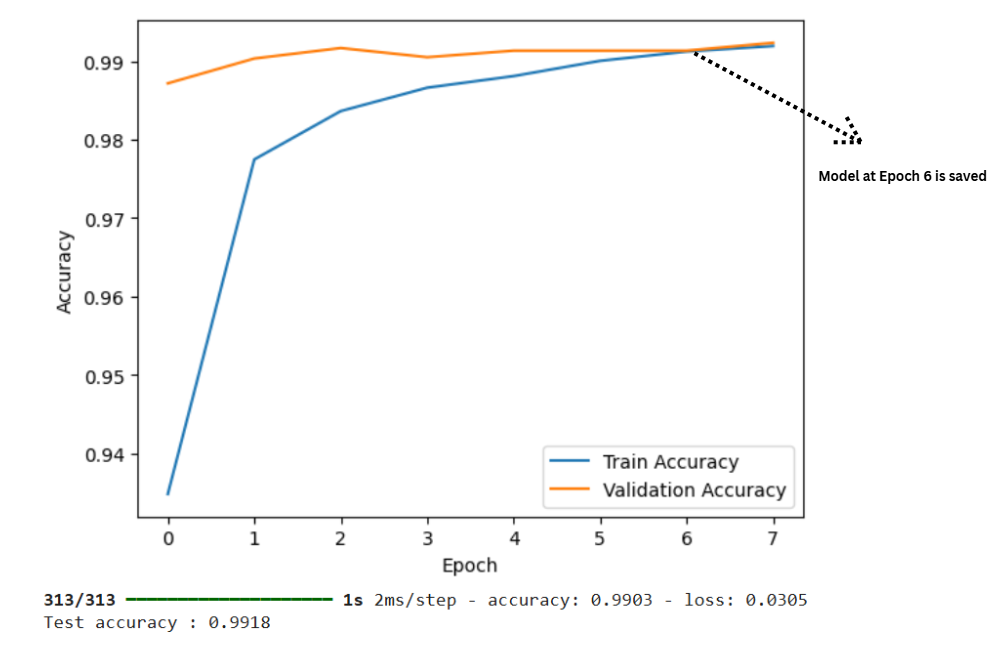 0.99
0.98
0.97
0.96
0.95
0.94
Accuracy
Model at Epoch 6 is saved
Train Accuracy
Validation Accuracy
0 1 2 3 4 5 6 7
Epoch
313/313 1s 2ms/step - accuracy: 0.9903 - loss: 0.0305
Test accuracy : 0.9918